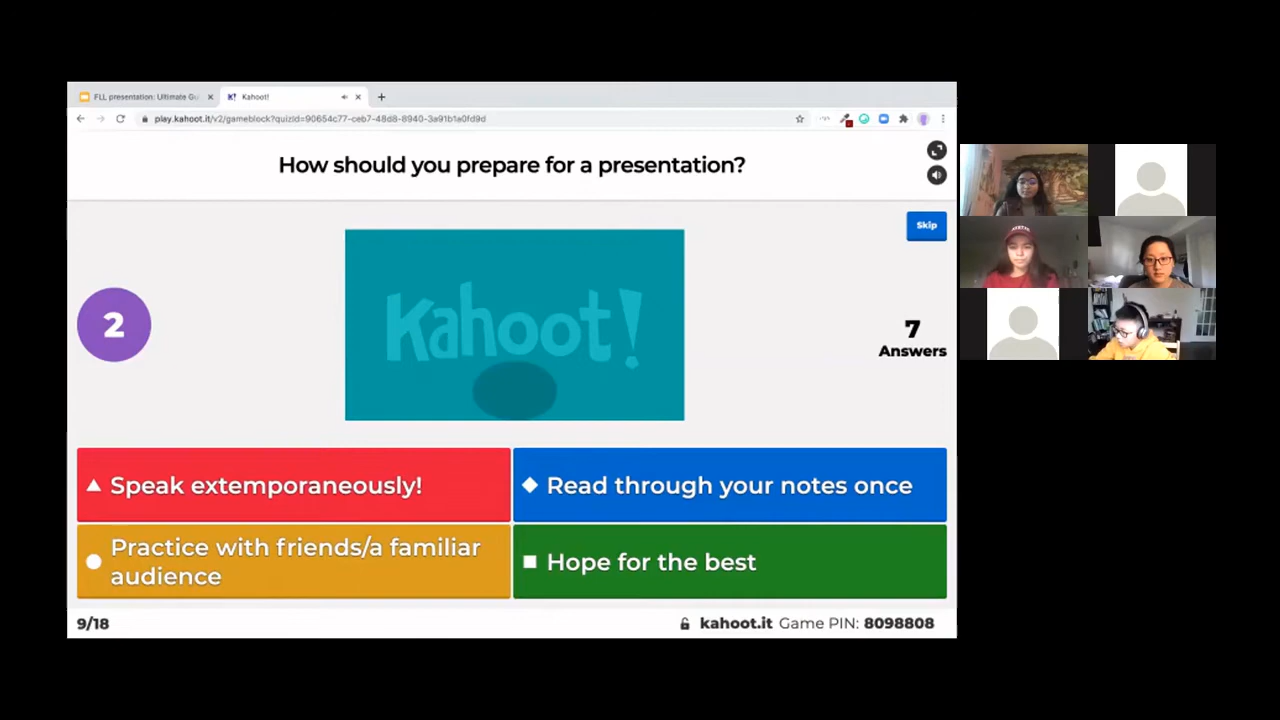 FLL presentation: Ultimate Gu
K! Kahoot!
play.kahoot.it/v2/gameblock?quizId=90654c77-ceb7-48d8-8940-3a91b1a0fd9d
How should you prepare for a presentation?
Skip
2
Kahoot!
7
Answers
Speak extemporaneously!
Read through your notes once
Practice with friends/a familiar
audience
Hope for the best
9/18
kahoot.it Game PIN: 8098808